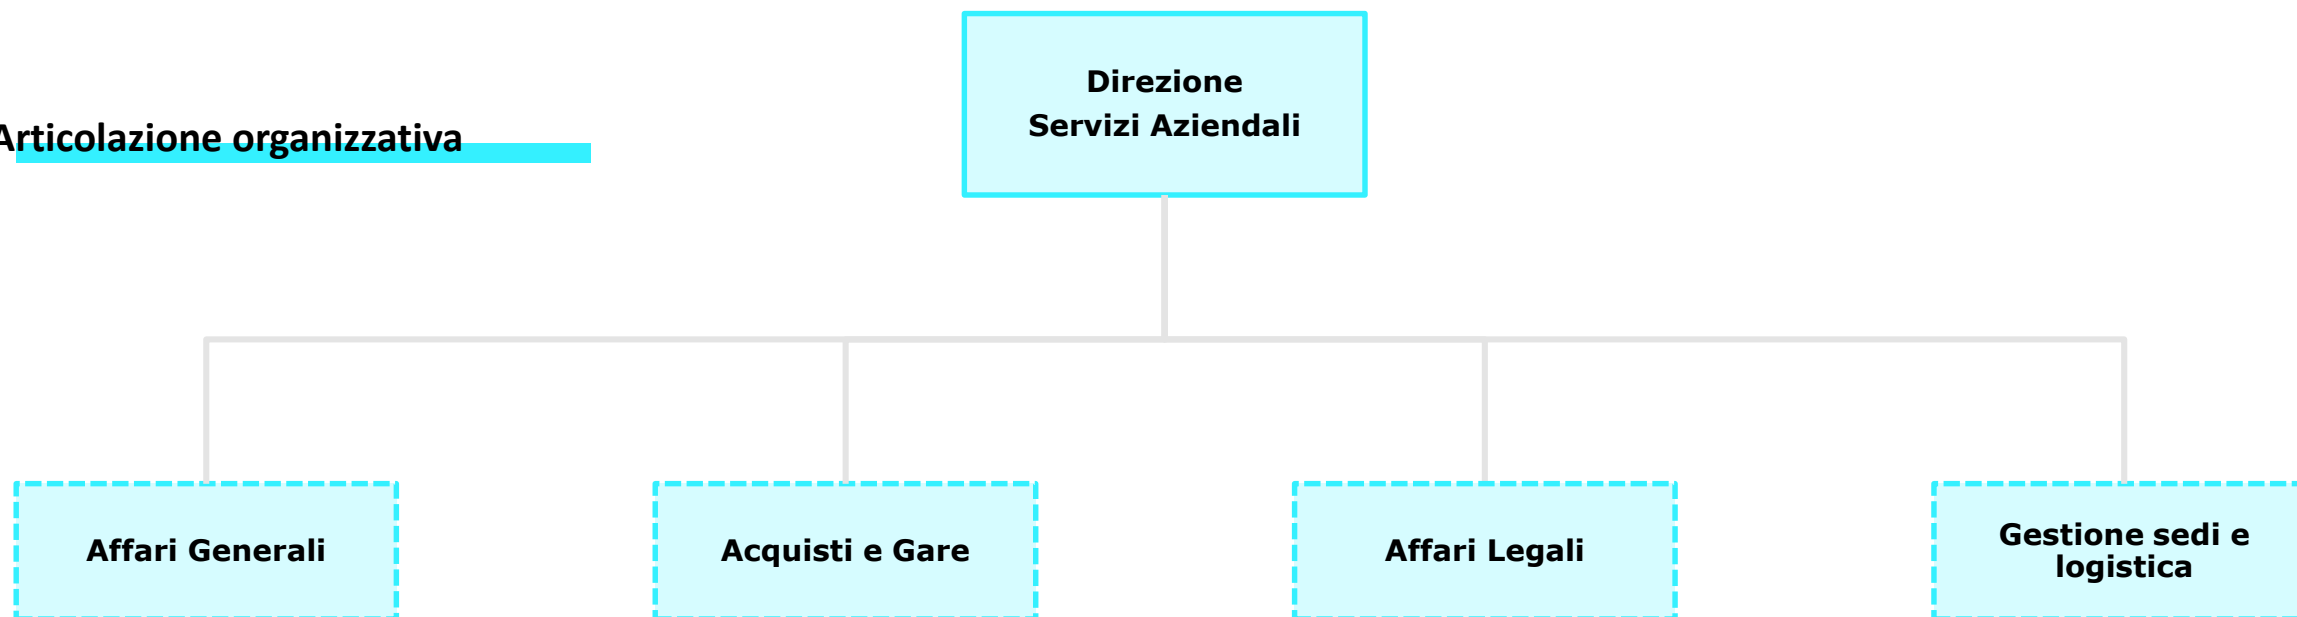 Direzione
Servizi Aziendali
Articolazione organizzativa
Affari Generali
Acquisti e Gare
Affari Legali
Gestione sedi e
logistica